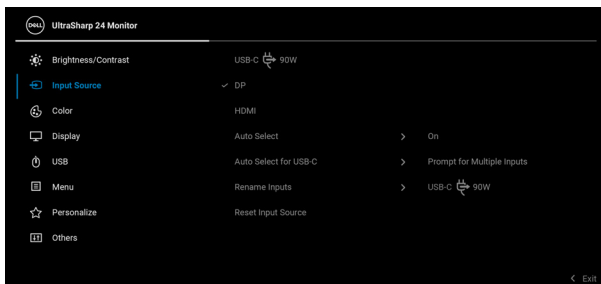 DELL UltraSharp 24 Monitor
Brightness/Contrast USB-C 90W
Input Source DP
Color HDMI
Display Auto Select On
USB Auto Select for USB-C Prompt for Multiple Inputs
Menu Rename Inputs USB-C 90W
Personalize Reset Input Source
Others
Exit